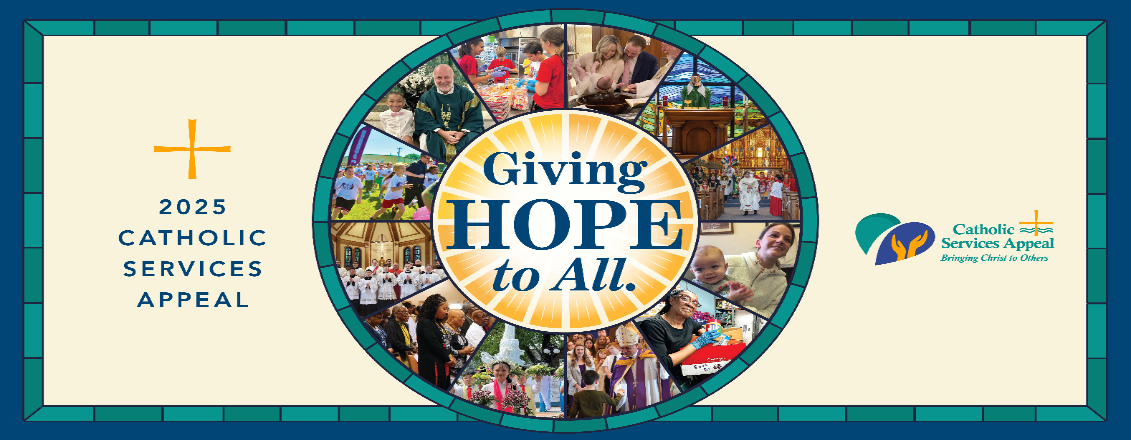 2025
CATHOLIC
SERVICES
APPEAL
Giving
HOPE
to All.
Catholic
Services Appeal
Bringing Christ to Others